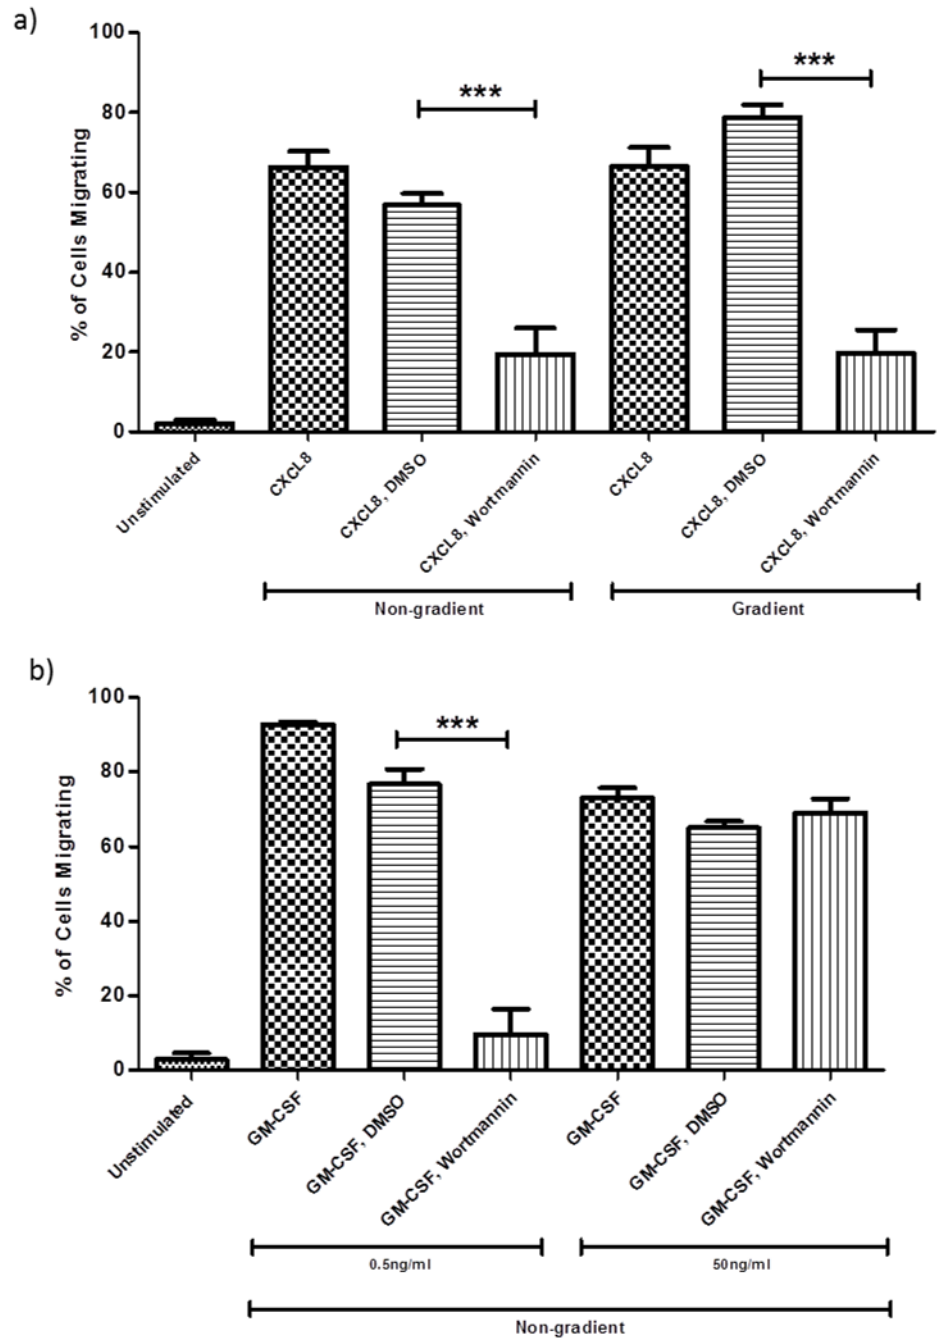 a)
100
80
60
40
20
0
% of Cells Migrating
***
***
Unstimulated
CXCL8
CXCL8, DMSO
CXCL8, Wortmannin
CXCL8
CXCL8, DMSO
CXCL8, Wortmannin
Non-gradient
Gradient
b)
100
80
60
40
20
0
% of Cells Migrating
***
Unstimulated
GM-CSF
GM-CSF, DMSO
GM-CSF, Wortmannin
GM-CSF
GM-CSF, DMSO
GM-CSF, Wortmannin
0.5ng/ml
50ng/ml
Non-gradient